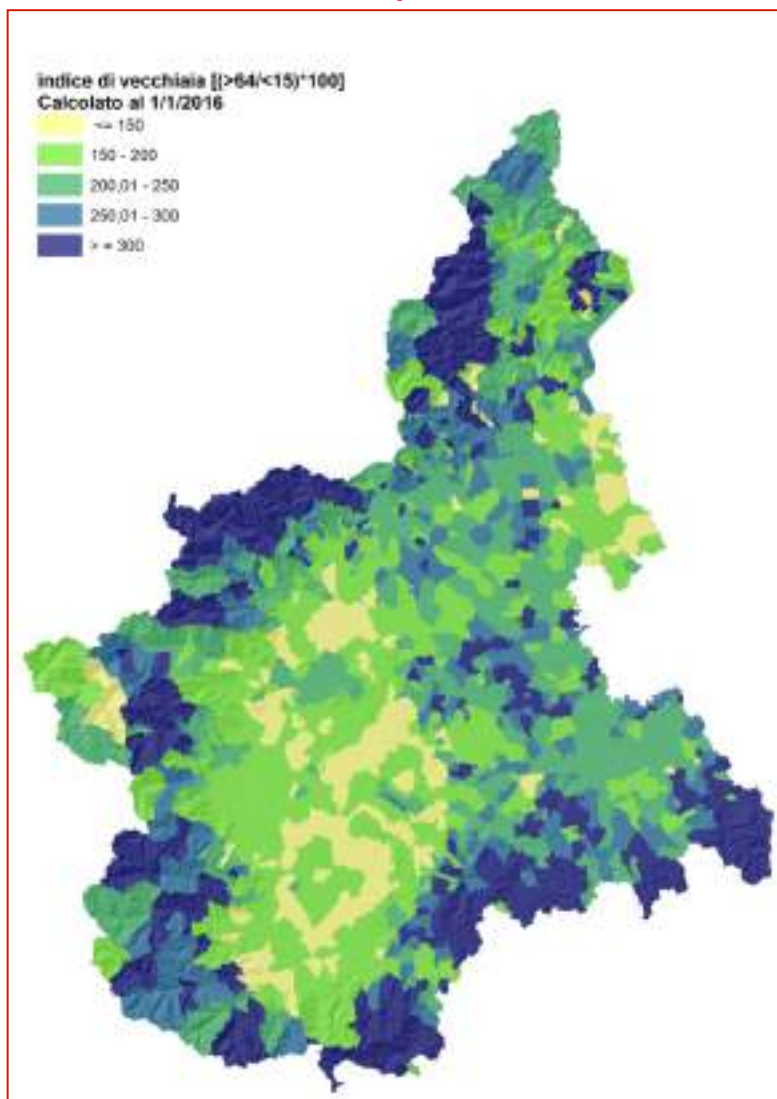 indice di vecchiaia [(>64/<15)*100]
Calcolato al 1/1/2016
<= 150
150 - 200
200,01 - 250
250,01 - 300
> = 300